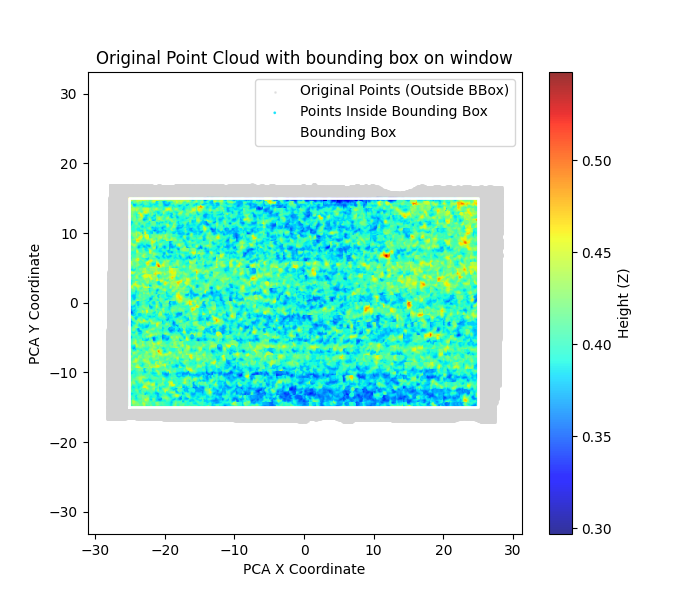 Original Point Cloud with bounding box on window
Original Points (Outside BBox)
Points Inside Bounding Box
Bounding Box
30
20
10
0
−10
−20
−30
PCA Y Coordinate
−30
−20
−10
0
10
20
30
PCA X Coordinate
0.50
0.45
0.40
0.35
0.30
Height (Z)